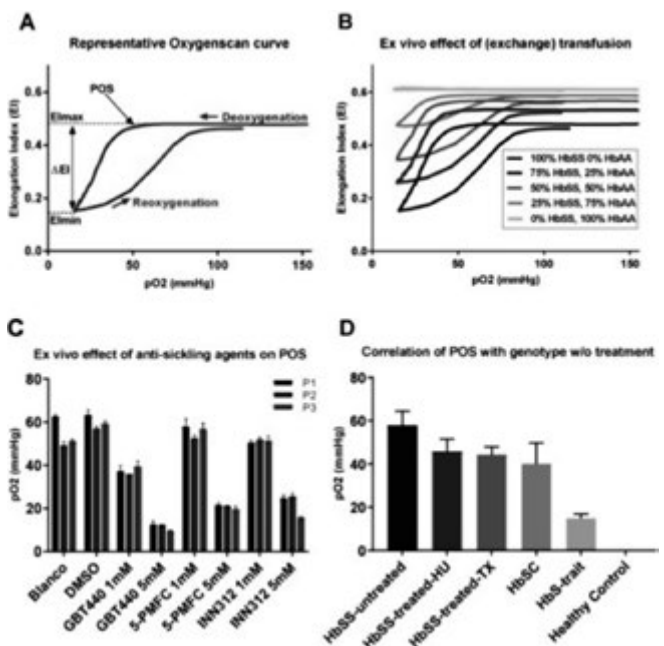 A
Representative Oxygenscan curve
Elongation Index (EI)
0.6
0.4
0.2
0.0
POS
EImax
Deoxygenation
ΔEI
Reoxygenation
EImin
0
50
100
150
pO2 (mmHg)
B
Ex vivo effect of (exchange) transfusion
Elongation Index (EI)
0.6
0.4
0.2
0.0
100% HbSS 0% HbAA
75% HbSS, 25% HbAA
50% HbSS, 50% HbAA
25% HbSS, 75% HbAA
0% HbSS, 100% HbAA
0
50
100
150
pO2 (mmHg)
C
Ex vivo effect of anti-sickling agents on POS
pO2 (mmHg)
80
60
40
20
0
P1
P2
P3
Blanco
DMSO
GBT440 1mM
GBT440 5mM
5-PMFC 1mM
5-PMFC 5mM
INN312 1mM
INN312 5mM
D
Correlation of POS with genotype w/o treatment
pO2 (mmHg)
80
60
40
20
0
HbSS-untreated
HbSS-treated-HU
HbSS-treated-TX
HbSC
HbS-trait
Healthy Control